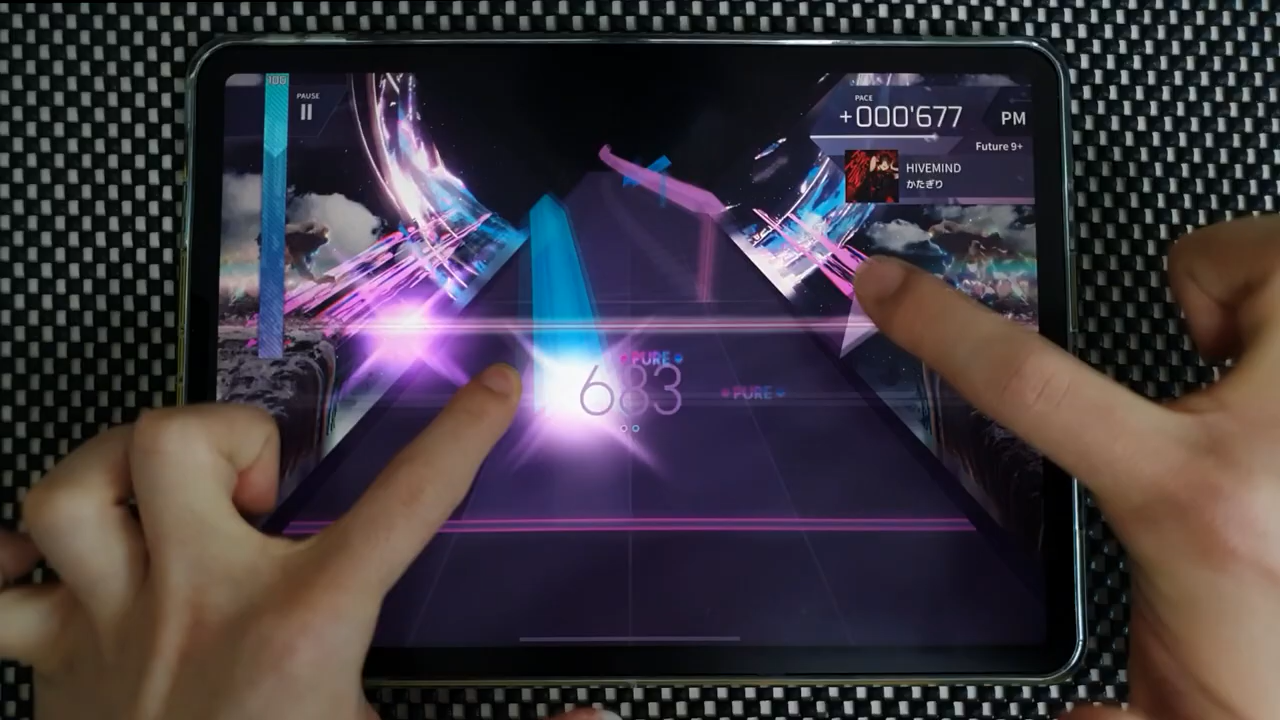 100
PAUSE
PACE
+000'677
PM
Future 9+
HIVEMIND
かたぎり
PURE
683
PURE